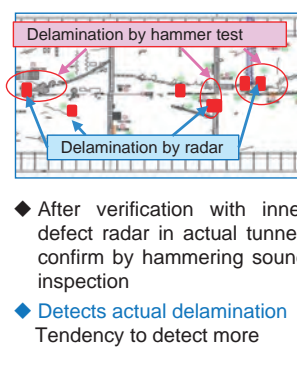 Delamination by hammer test
Delamination by radar
◆ After verification with inne
defect radar in actual tunne
confirm by hammering soun
inspection
◆ Detects actual delamination
Tendency to detect more